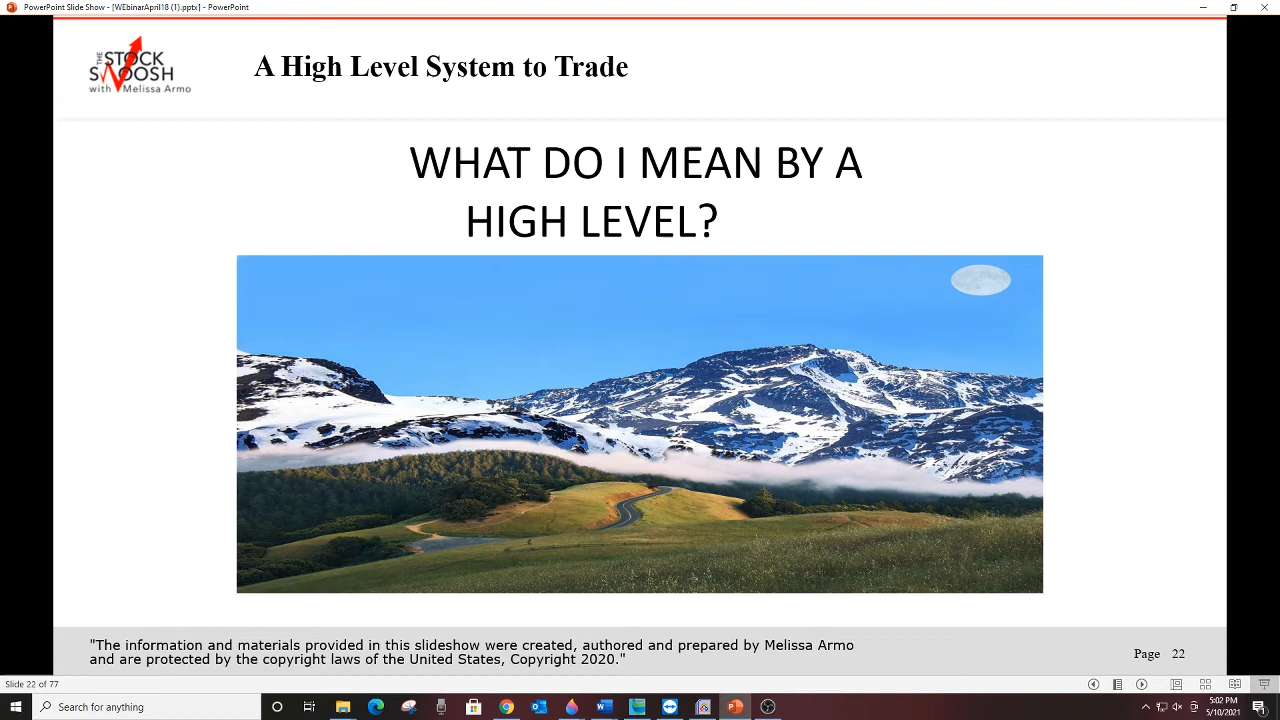 PowerPoint Slide Show - [WEbinarApril18 (1).pptx] - PowerPoint
THE STOCK
SWOOSH
with Melissa Armo
A High Level System to Trade
WHAT DO I MEAN BY A
HIGH LEVEL?
"The information and materials provided in this slideshow were created, authored and prepared by Melissa Armo
and are protected by the copyright laws of the United States, Copyright 2020."
Page 22
Slide 22 of 77
Search for anything
5:02 PM
5/10/2021